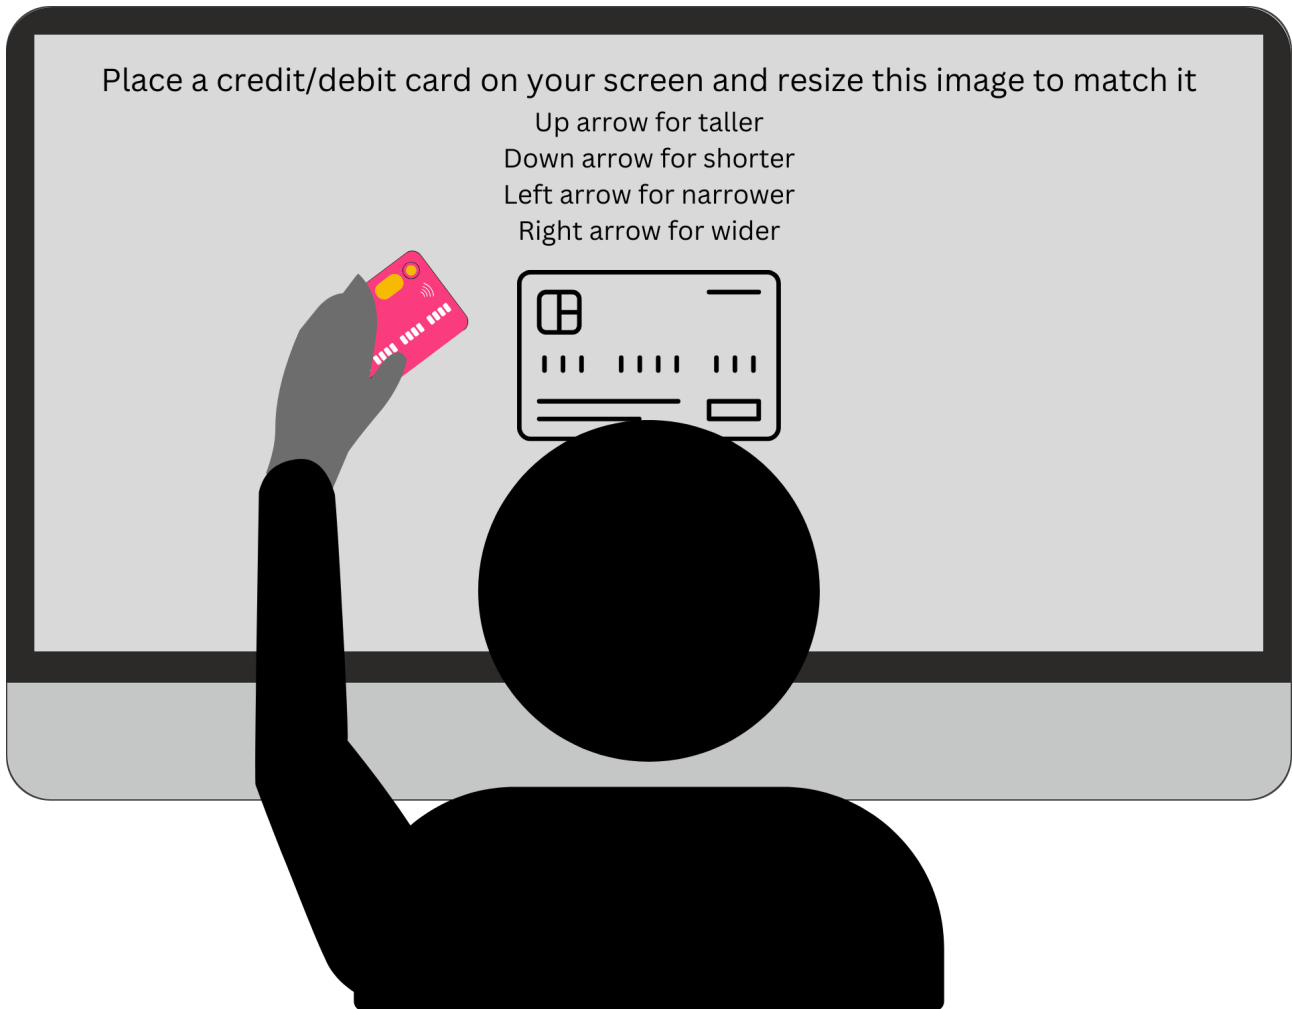 Place a credit/debit card on your screen and resize this image to match it
Up arrow for taller
Down arrow for shorter
Left arrow for narrower
Right arrow for wider